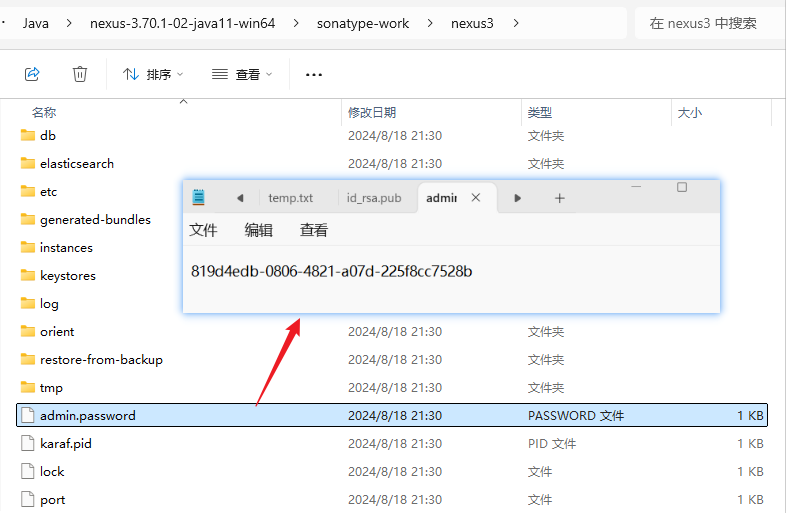 Java > nexus-3.70.1-02-java11-win64 > sonatype-work > nexus3 > 在 nexus3 中搜索
排序 查看 ...
名称 修改日期 类型 大小
db 2024/8/18 21:30 文件夹
elasticsearch 2024/8/18 21:30 文件夹
etc
generated-bundles
instances
keystores
log
temp.txt id_rsa.pub admin
文件 编辑 查看
819d4edb-0806-4821-a07d-225f8cc7528b
orient 2024/8/18 21:30 文件夹
restore-from-backup 2024/8/18 21:30 文件夹
tmp 2024/8/18 21:30 文件夹
admin.password 2024/8/18 21:30 PASSWORD 文件 1 KB
karaf.pid 2024/8/18 21:30 PID 文件 1 KB
lock 2024/8/18 21:30 文件 1 KB
port 2024/8/18 21:30 文件 1 KB